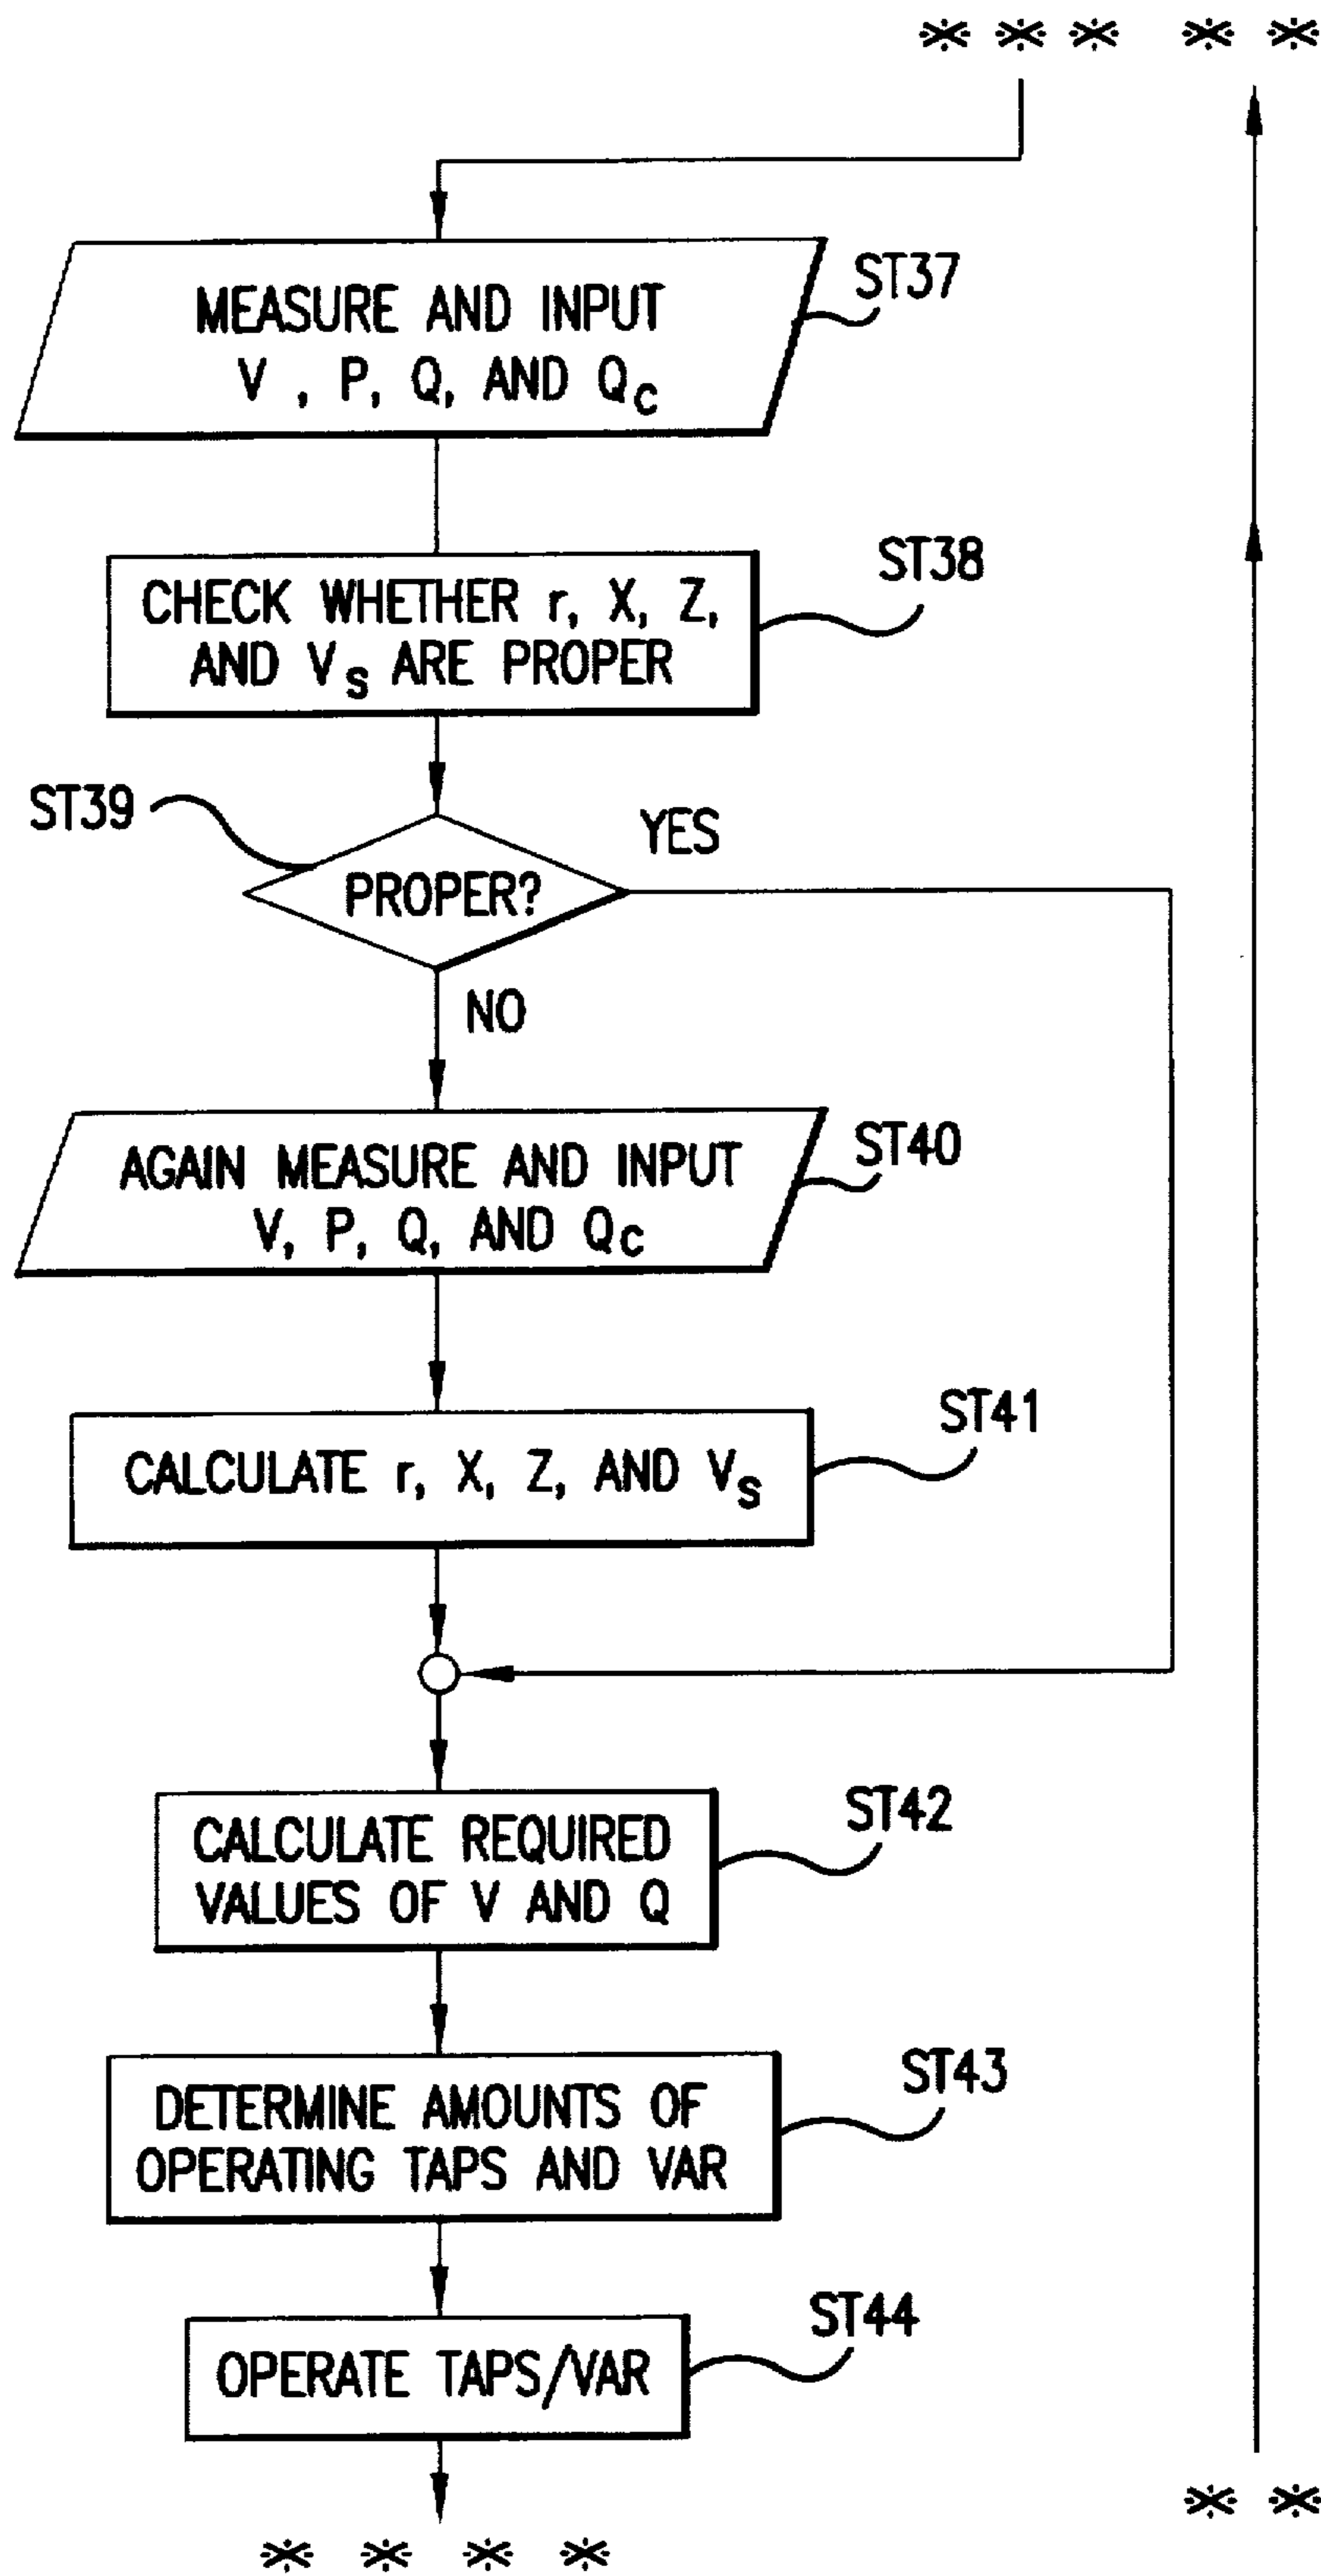 *** **
MEASURE AND INPUT
V , P, Q, AND Qc
ST37
CHECK WHETHER r, X, Z,
AND Vs ARE PROPER
ST38
ST39
PROPER?
YES
NO
AGAIN MEASURE AND INPUT
V, P, Q, AND Qc
ST40
CALCULATE r, X, Z, AND Vs
ST41
CALCULATE REQUIRED
VALUES OF V AND Q
ST42
DETERMINE AMOUNTS OF
OPERATING TAPS AND VAR
ST43
OPERATE TAPS/VAR
ST44
**
****